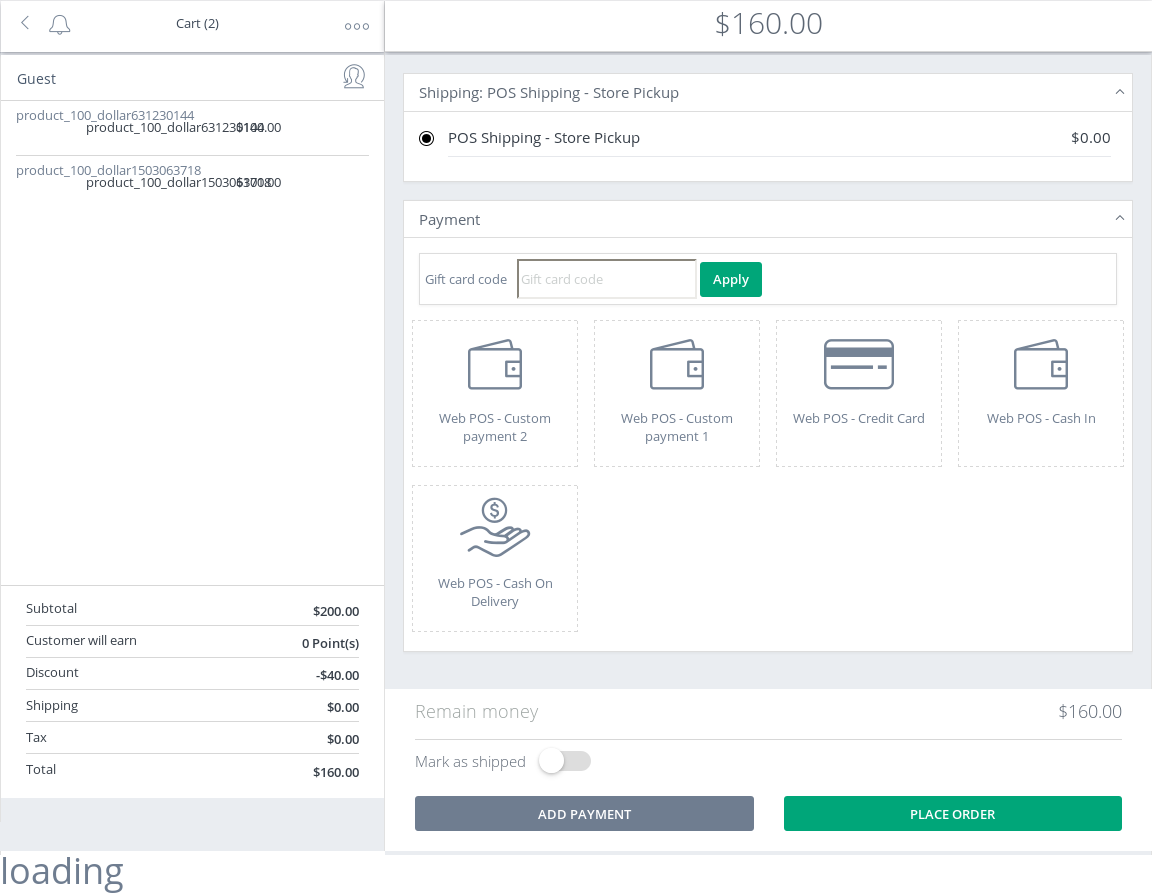 Cart (2)
$160.00
Guest
product_100_dollar631230144
product_100_dollar631230144
product_100_dollar1503063718
product_100_dollar1503063718
Subtotal $200.00
Customer will earn 0 Point(s)
Discount -$40.00
Shipping $0.00
Tax $0.00
Total $160.00
Shipping: POS Shipping - Store Pickup
POS Shipping - Store Pickup $0.00
Payment
Gift card code Gift card code Apply
Web POS - Custom
payment 2
Web POS - Custom
payment 1
Web POS - Credit Card
Web POS - Cash In
Web POS - Cash On
Delivery
Remain money $160.00
Mark as shipped
ADD PAYMENT PLACE ORDER
loading